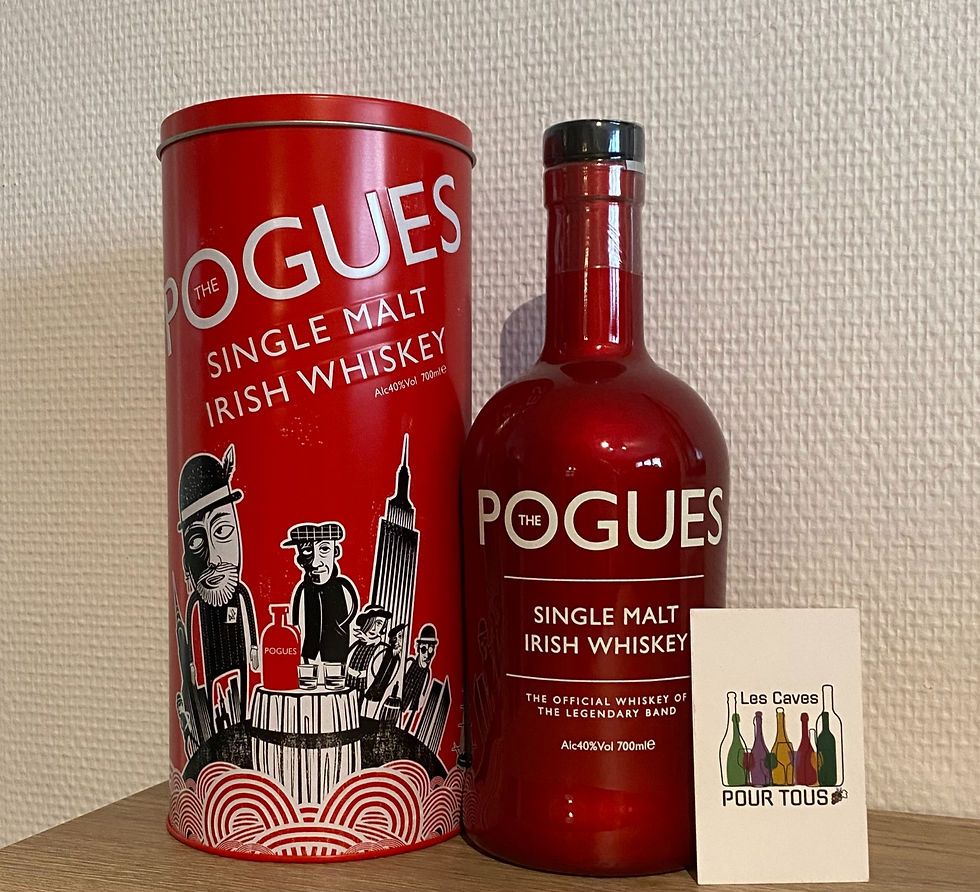 THE POGUES
SINGLE MALT
IRISH WHISKEY
Alc40%Vol 700mle
POGUES
THE POGUES
SINGLE MALT
IRISH WHISKEY
THE OFFICIAL WHISKEY OF
THE LEGENDARY BAND
Alc40%Vol 700mle
Les Caves
POUR TOUS